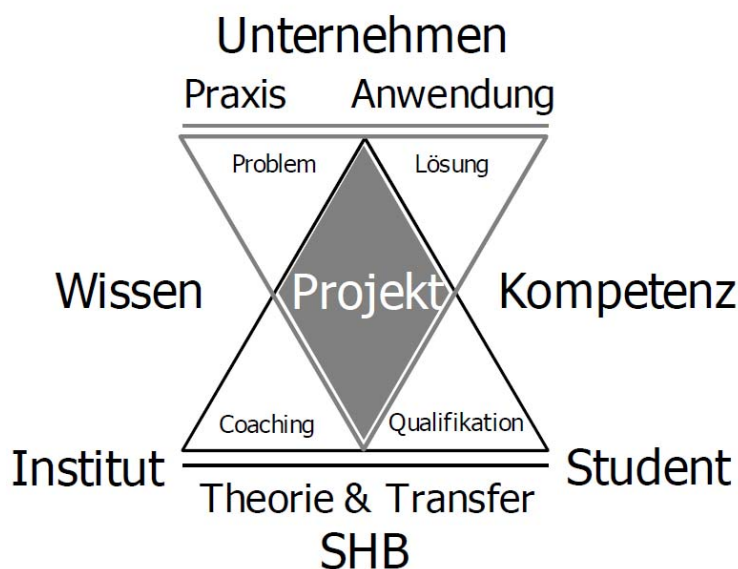 Unternehmen
Praxis Anwendung
Problem Lösung
Wissen Projekt Kompetenz
Coaching Qualifikation
Institut Student
Theorie & Transfer
SHB